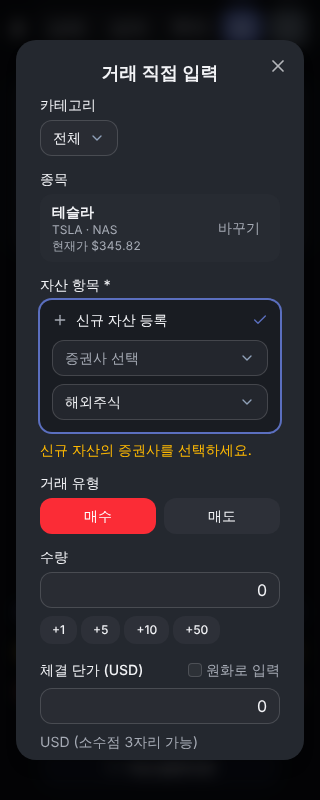 거래 직접 입력
카테고리
전체
종목
테슬라
TSLA · NAS
현재가 $345.82
바꾸기
자산 항목 *
신규 자산 등록
증권사 선택
해외주식
신규 자산의 증권사를 선택하세요.
거래 유형
매수 매도
수량
0
+1 +5 +10 +50
체결 단가 (USD) 원화로 입력
0
USD (소수점 3자리 가능)